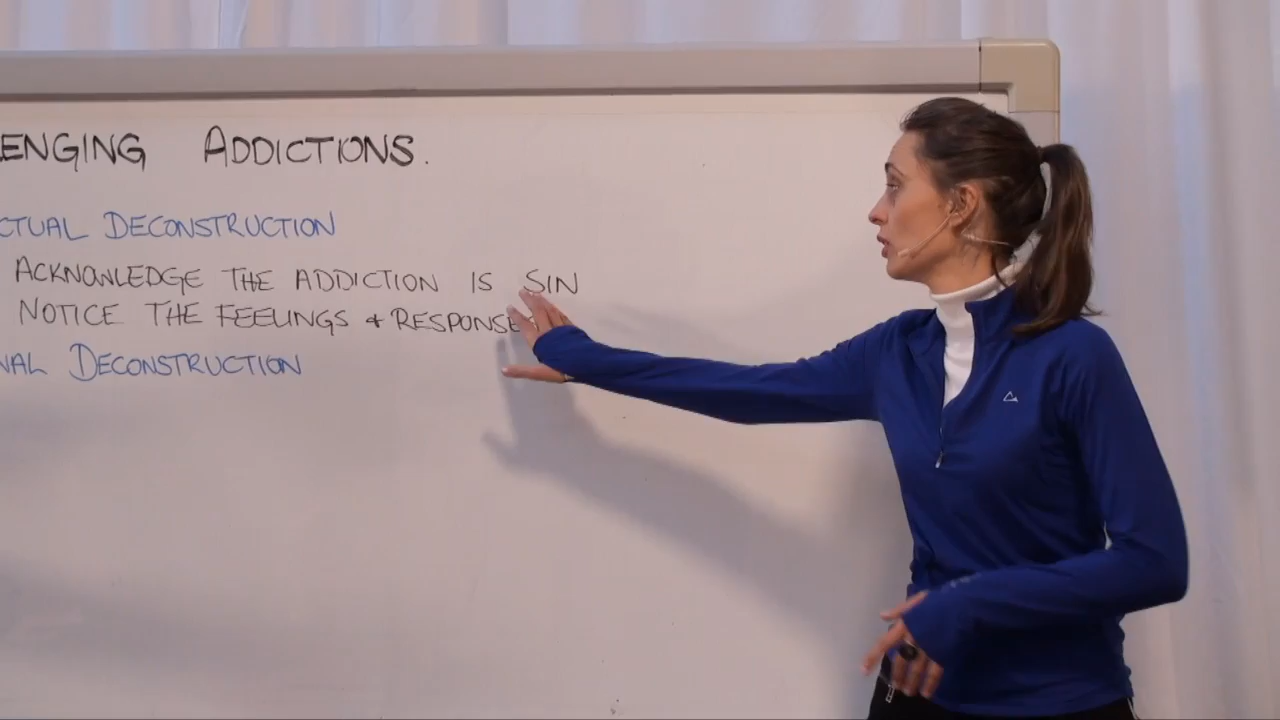 ENGING ADDICTIONS.
CTUAL DECONSTRUCTION
ACKNOWLEDGE THE ADDICTION IS SIN
NOTICE THE FEELINGS + RESPONSE
NAL DECONSTRUCTION